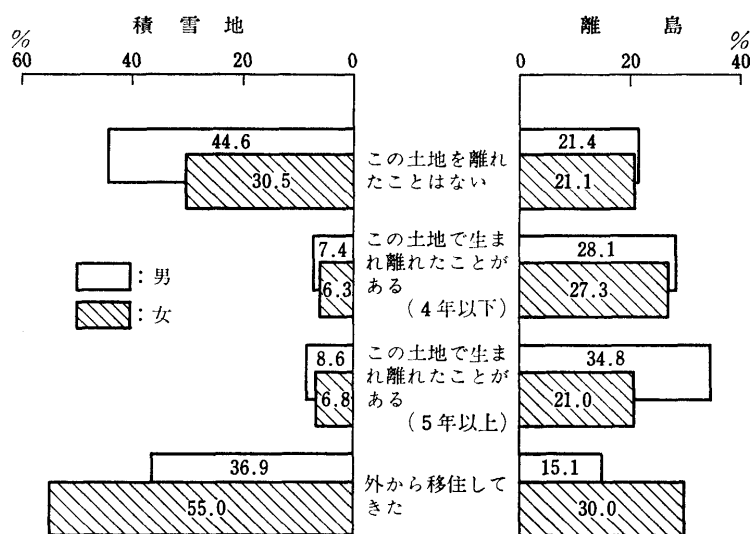 積雪地
離島
%
60
40
20
0
0
20
40
%
44.6
30.5
この土地を離れ
たことはない
21.4
21.1
7.4
6.3
この土地で生ま
れ離れたことが
ある
(4年以下)
28.1
27.3
:男
:女
8.6
6.8
この土地で生ま
れ離れたことが
ある
(5年以上)
34.8
21.0
36.9
55.0
外から移住して
きた
15.1
30.0